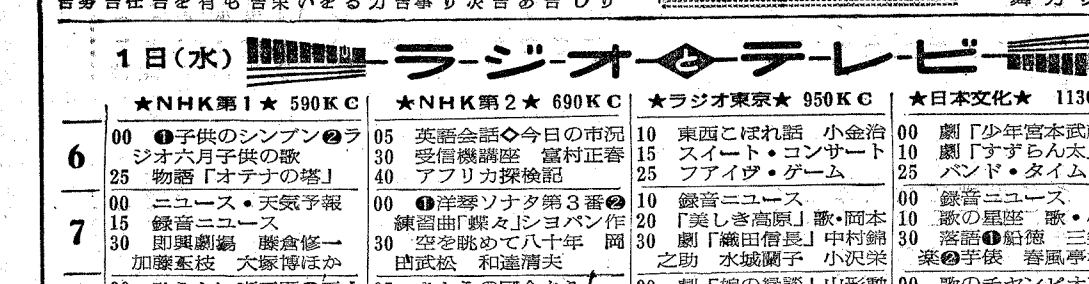 1日(水) ラジオとテレビ
★NHK第1★ 590KC
6
00 ❶子供のシンブン❷ラ
ジオ六月子供の歌
25 物語「オテナの塔」
7
00 ニュース・天気予報
15 録音ニュース
30 即興劇場 藤倉修一
加藤玉枝 大塚博ほか
★NHK第2★ 690KC
05 英語会話◇今日の市況
30 受信機講座 富村正春
40 アフリカ探検記
00 ❶洋琴ソナタ第3番❷
練習曲「蝶々」ショパン作
30 空を眺めて八十年 岡
田武松 和達清夫
★ラジオ東京★ 950KC
10 東西こぼれ話 小金治
15 スイート・コンサート
25 ファイヴ・ゲーム
10 録音ニュース
20 「美しき高原」歌・岡本
30 劇「織田信長」中村錦
之助 水城蘭子 小沢栄
★日本文化★ 1130
00 劇「少年宮本武
10 劇「すずらん太
25 バンド・タイム
00 録音ニュース
10 歌の星座 歌・
30 落語❶船徳 三
楽❷芋俵 春風亭